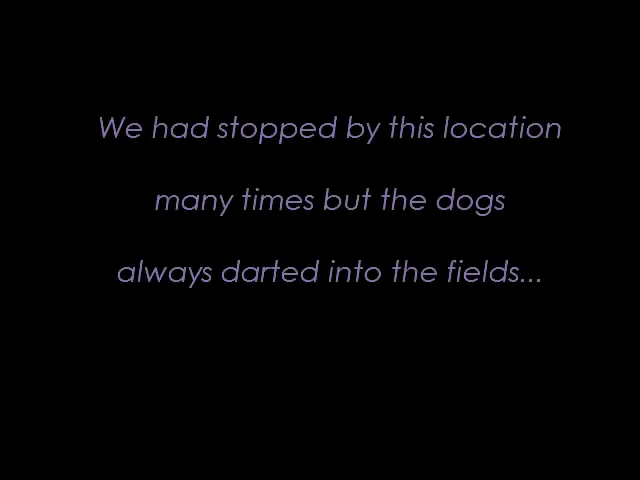 We had stopped by this location
many times but the dogs
always darted into the fields...